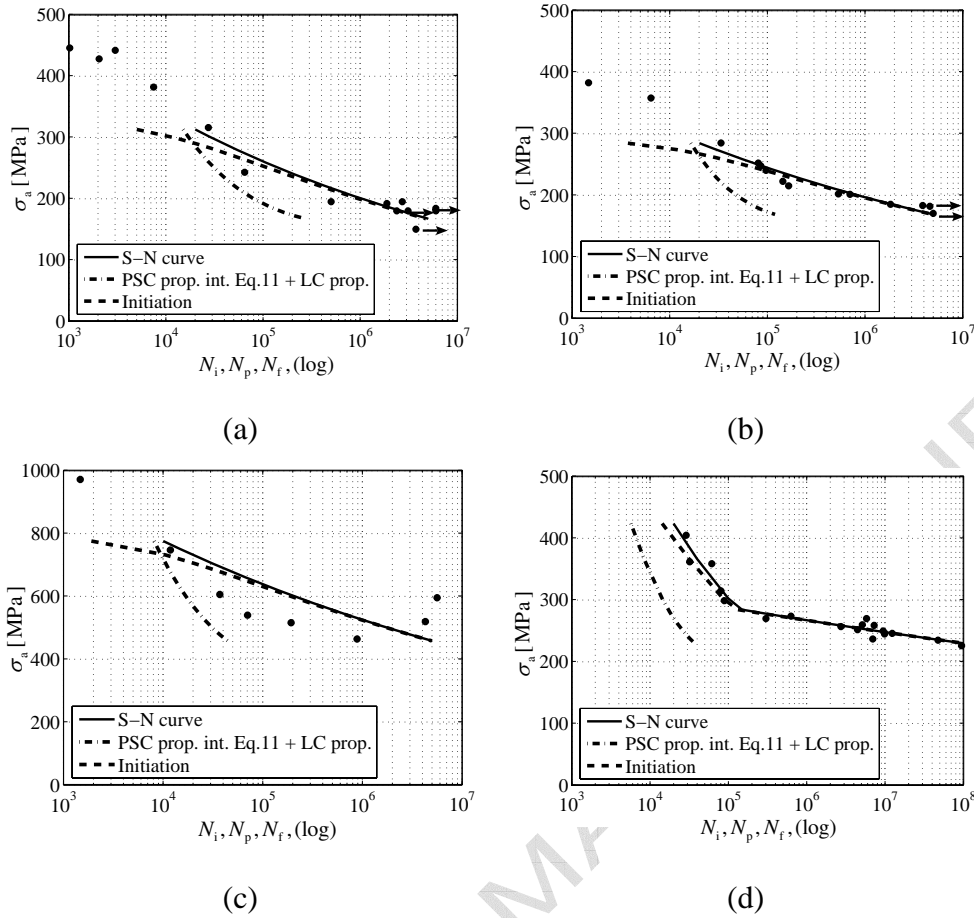 500
400
300
200
100
0
σa [MPa]
S−N curve
PSC prop. int. Eq.11 + LC prop.
Initiation
10^3 10^4 10^5 10^6 10^7
Ni, Np, Nf, (log)
(a)
500
400
300
200
100
0
σa [MPa]
S−N curve
PSC prop. int. Eq.11 + LC prop.
Initiation
10^3 10^4 10^5 10^6 10^7
Ni, Np, Nf, (log)
(b)
1000
800
600
400
200
0
σa [MPa]
S−N curve
PSC prop. int. Eq.11 + LC prop.
Initiation
10^3 10^4 10^5 10^6 10^7
Ni, Np, Nf, (log)
(c)
500
400
300
200
100
0
σa [MPa]
S−N curve
PSC prop. int. Eq.11 + LC prop.
Initiation
10^3 10^4 10^5 10^6 10^7 10^8
Ni, Np, Nf, (log)
(d)